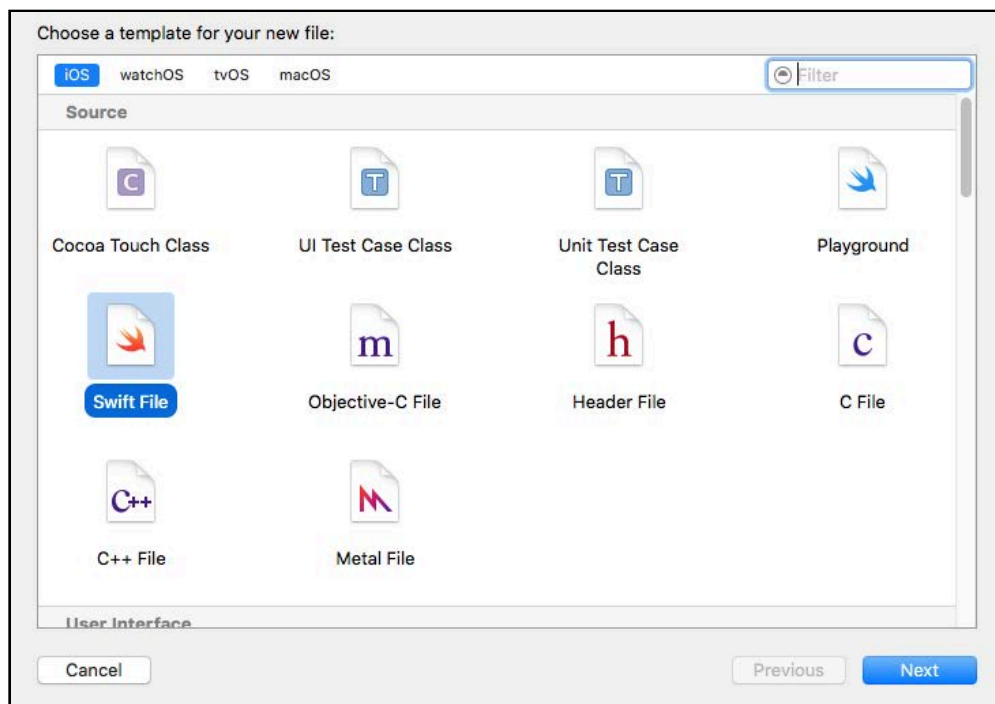 Choose a template for your new file:
iOS watchOS tvOS macOS Filter
Source
C T T
Cocoa Touch Class UI Test Case Class Unit Test Case Class Playground
m h c
Swift File Objective-C File Header File C File
C++
C++ File Metal File
User Interface
Cancel Previous Next